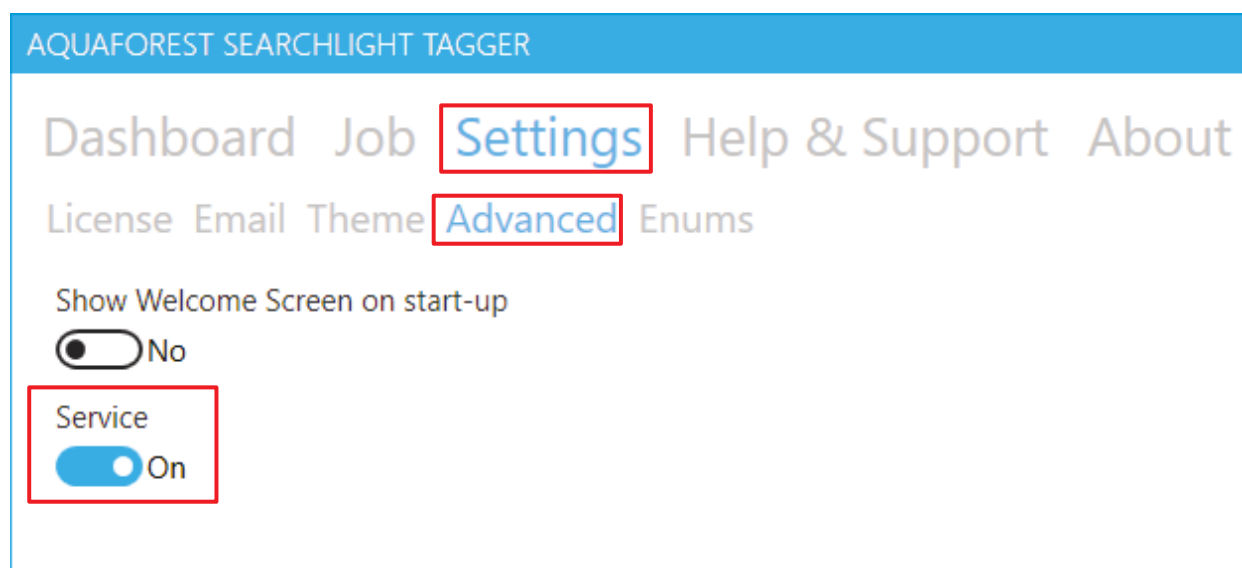 AQUAFOREST SEARCHLIGHT TAGGER
Dashboard Job Settings Help & Support About
License Email Theme Advanced Enums
Show Welcome Screen on start-up
No
Service
On